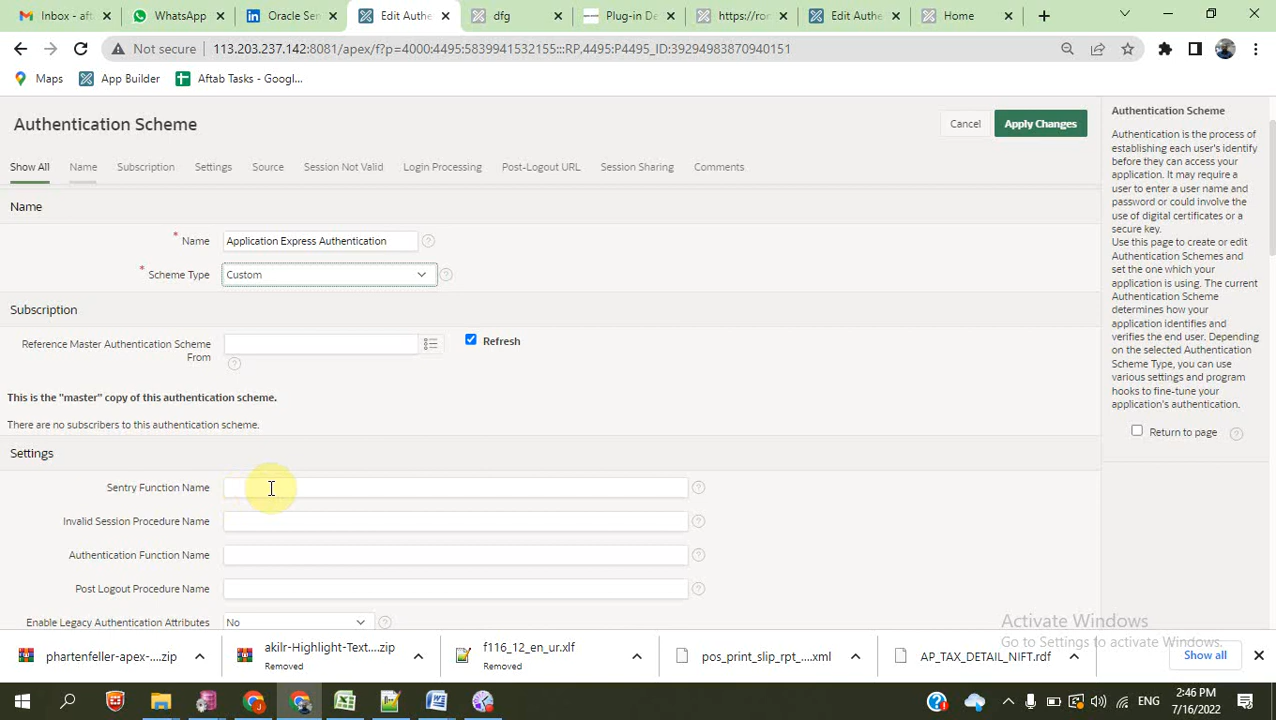 Inbox - aft
WhatsApp
Oracle Sen
Edit Authe
dfg
Plug-in De
https://ror
Edit Authe
Home
Not secure
113.203.237.142:8081/apex/f?p=4000:4495:5839941532155:::RP,4495:P4495_ID:39294983870940151
Maps
App Builder
Aftab Tasks - Googl...
Authentication Scheme
Cancel
Apply Changes
Show All
Name
Subscription
Settings
Source
Session Not Valid
Login Processing
Post-Logout URL
Session Sharing
Comments
Name
* Name
Application Express Authentication
* Scheme Type
Custom
Subscription
Reference Master Authentication Scheme
From
Refresh
This is the "master" copy of this authentication scheme.
There are no subscribers to this authentication scheme.
Settings
Sentry Function Name
Invalid Session Procedure Name
Authentication Function Name
Post Logout Procedure Name
Enable Legacy Authentication Attributes
No
Authentication Scheme
Authentication is the process of
establishing each user's identify
before they can access your
application. It may require a
user to enter a user name and
password or could involve the
use of digital certificates or a
secure key.
Use this page to create or edit
Authentication Schemes and
set the one which your
application is using. The current
Authentication Scheme
determines how your
application identifies and
verifies the end user. Depending
on the selected Authentication
Scheme Type, you can use
various settings and program
hooks to fine-tune your
application's authentication.
Return to page
Activate Windows
Go to Settings to activate Windows.
phartenfeller-apex-....zip
akilr-Highlight-Text....zip
Removed
f116_12_en_ur.xlf
Removed
pos_print_slip_rpt_....xml
AP_TAX_DETAIL_NIFT.rdf
Show all
ENG
2:46 PM
7/16/2022